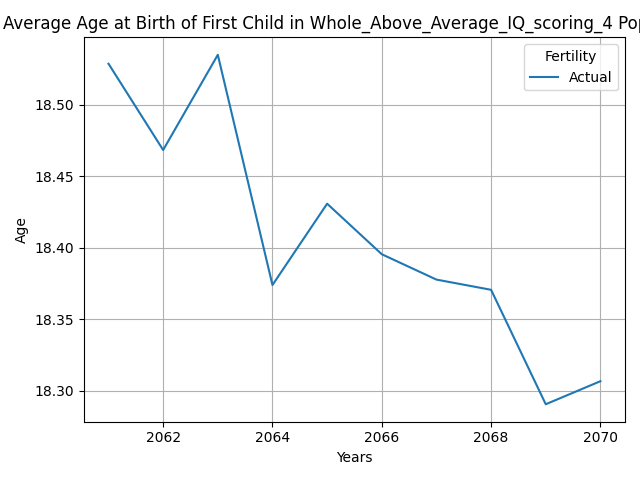 Average Age at Birth of First Child in Whole_Above_Average_IQ_scoring_4 Pop
Fertility
Actual
18.50
18.45
18.40
18.35
18.30
Age
2062 2064 2066 2068 2070
Years